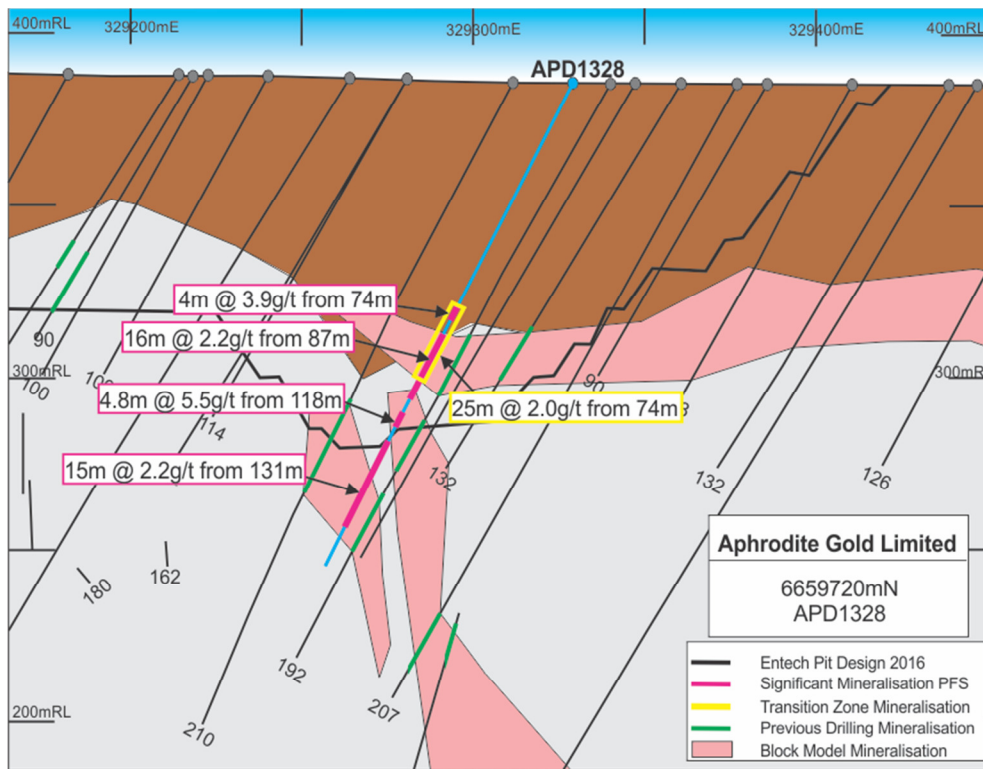 400mRL
329200mE
329300mE
329400mE
400mRL
APD1328
4m @ 3.9g/t from 74m
16m @ 2.2g/t from 87m
4.8m @ 5.5g/t from 118m
25m @ 2.0g/t from 74m
15m @ 2.2g/t from 131m
90
300mRL
100
114
90
300mRL
132
132
126
162
180
192
210
207
200mRL
Aphrodite Gold Limited
6659720mN
APD1328
Entech Pit Design 2016
Significant Mineralisation PFS
Transition Zone Mineralisation
Previous Drilling Mineralisation
Block Model Mineralisation